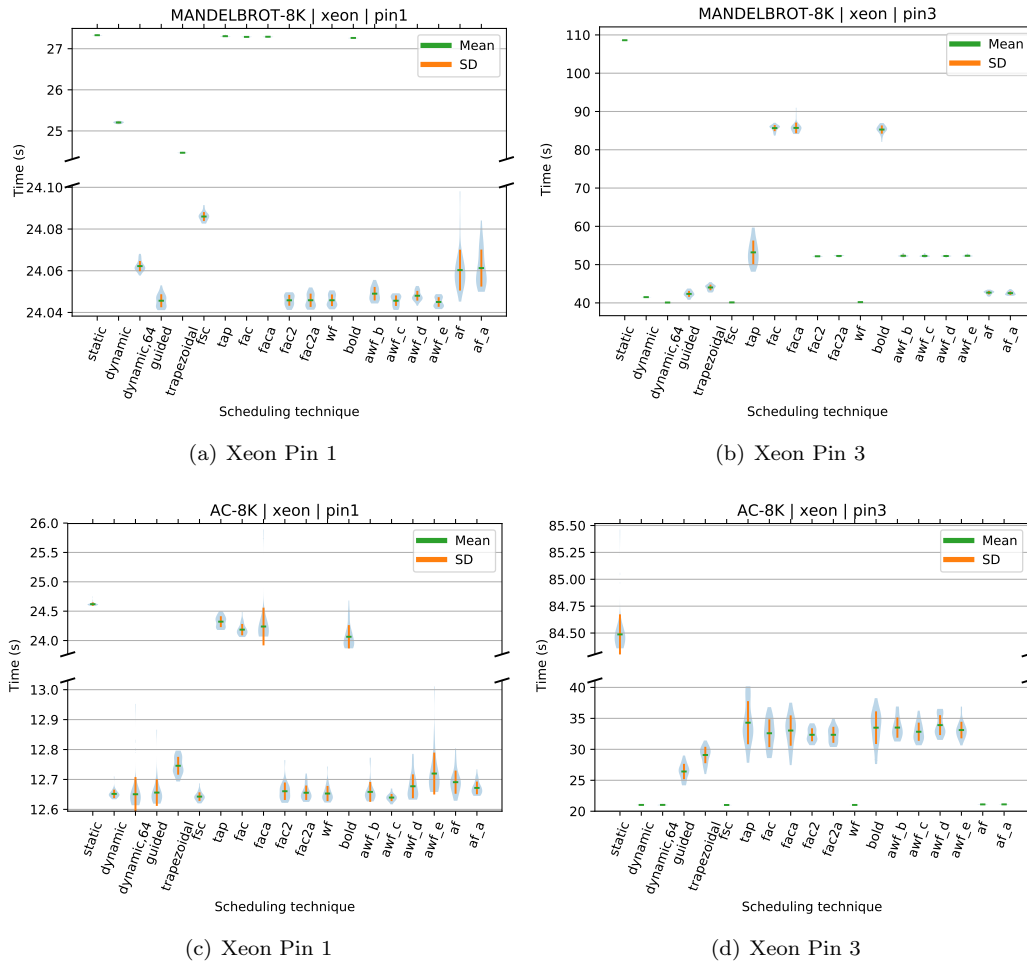 MANDELBROT-8K | xeon | pin1
Time (s)
27
26
25
24.10
24.08
24.06
24.04
Mean
SD
static
dynamic
dynamic,64
guided
trapezoidal
fsc
tap
fac
faca
fac2
fac2a
wf
bold
awf_b
awf_c
awf_d
awf_e
af
af_a
Scheduling technique
(a) Xeon Pin 1
MANDELBROT-8K | xeon | pin3
Time (s)
110
100
90
80
70
60
50
40
Mean
SD
static
dynamic
dynamic,64
guided
trapezoidal
fsc
tap
fac
faca
fac2
fac2a
wf
bold
awf_b
awf_c
awf_d
awf_e
af
af_a
Scheduling technique
(b) Xeon Pin 3
AC-8K | xeon | pin1
Time (s)
26.0
25.5
25.0
24.5
24.0
13.0
12.9
12.8
12.7
12.6
Mean
SD
static
dynamic
dynamic,64
guided
trapezoidal
fsc
tap
fac
faca
fac2
fac2a
wf
bold
awf_b
awf_c
awf_d
awf_e
af
af_a
Scheduling technique
(c) Xeon Pin 1
AC-8K | xeon | pin3
Time (s)
85.50
85.25
85.00
84.75
84.50
40
35
30
25
20
Mean
SD
static
dynamic
dynamic,64
guided
trapezoidal
fsc
tap
fac
faca
fac2
fac2a
wf
bold
awf_b
awf_c
awf_d
awf_e
af
af_a
Scheduling technique
(d) Xeon Pin 3